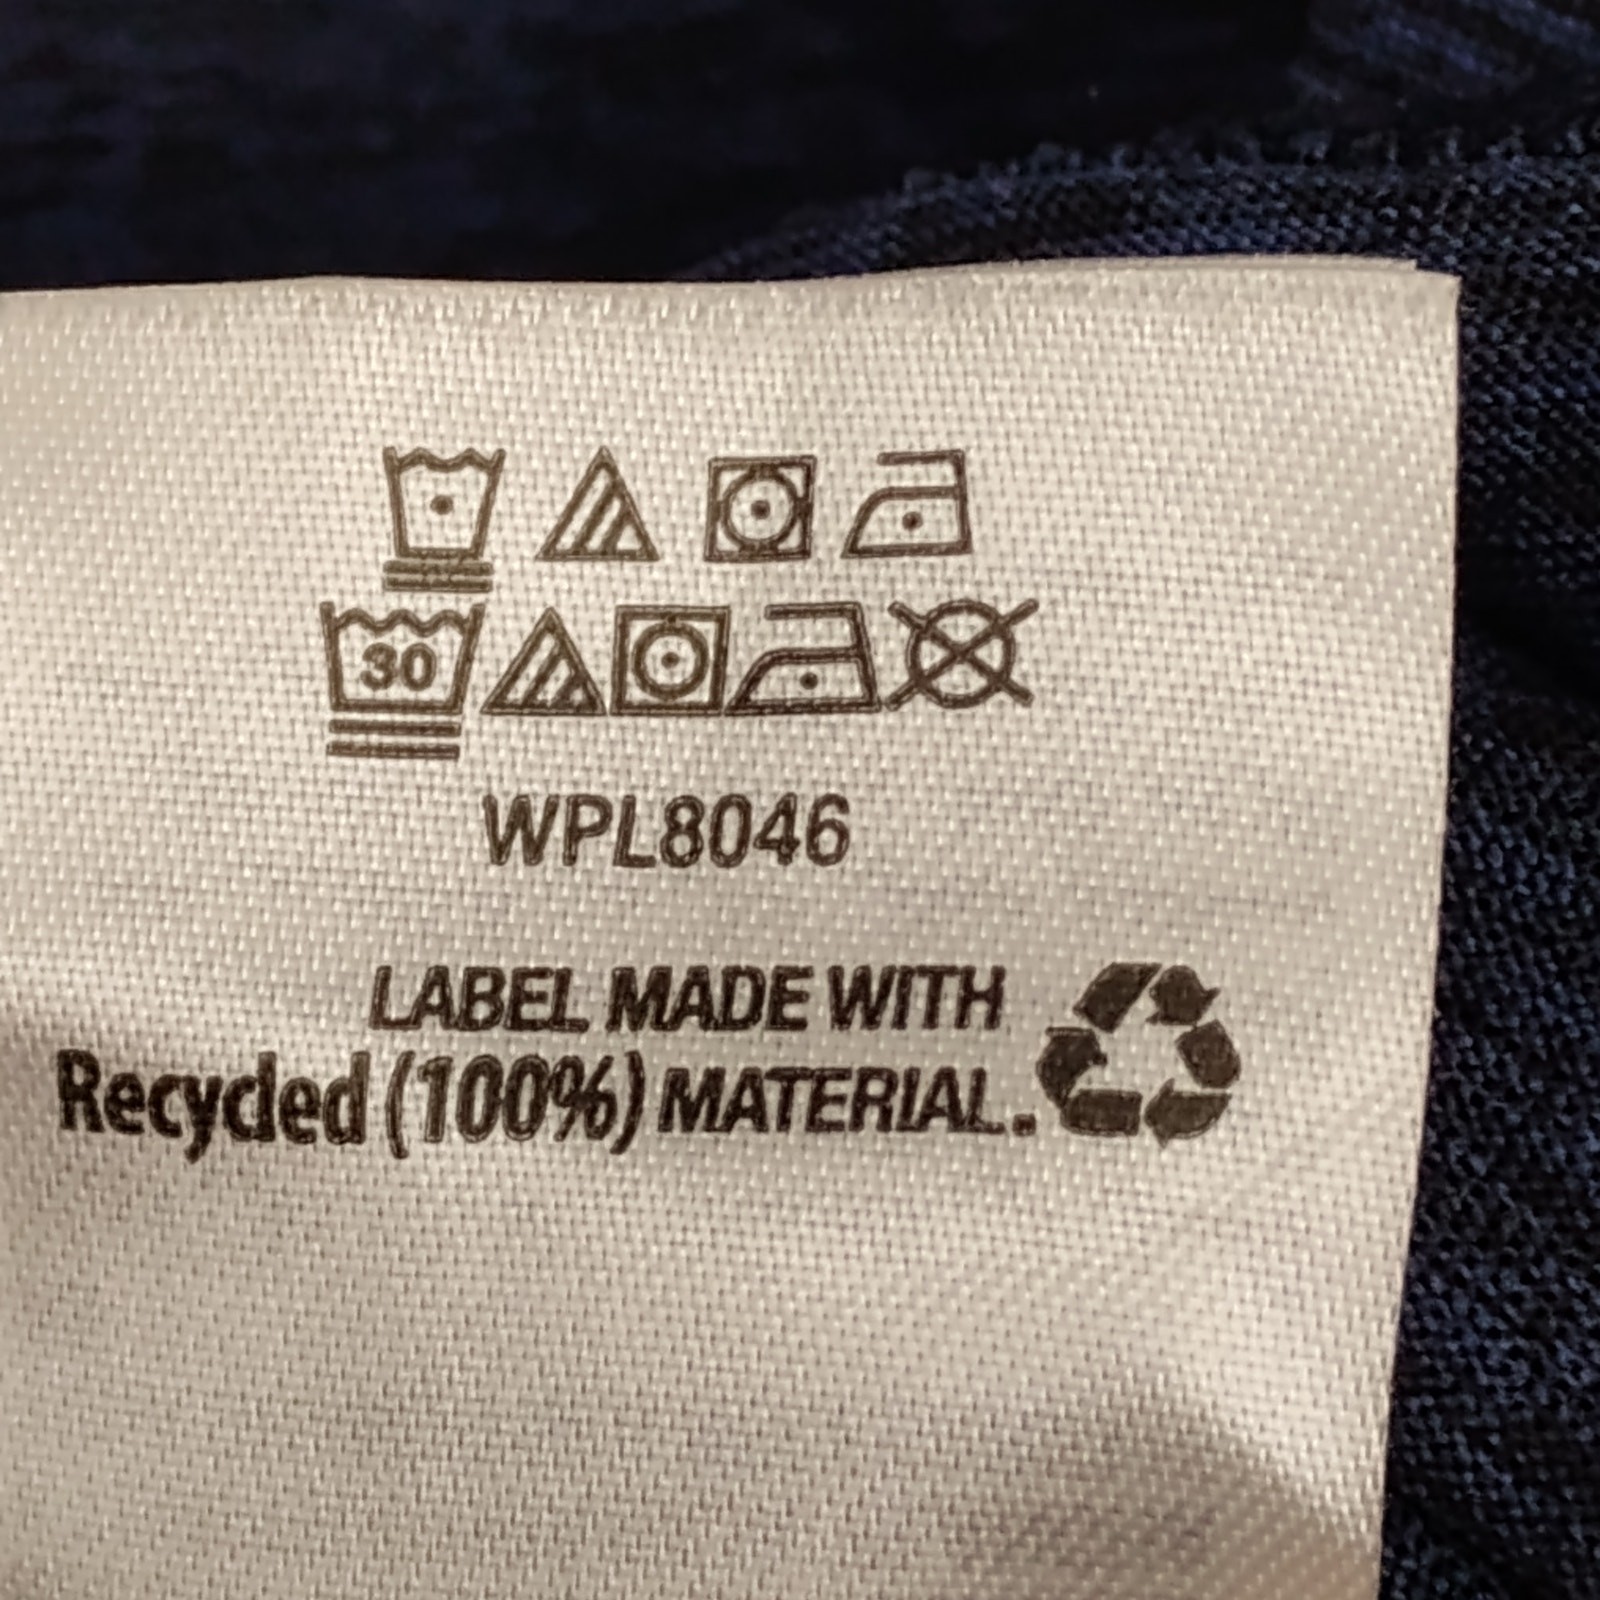 30
WPL8046
LABEL MADE WITH
Recycled (100%) MATERIAL.